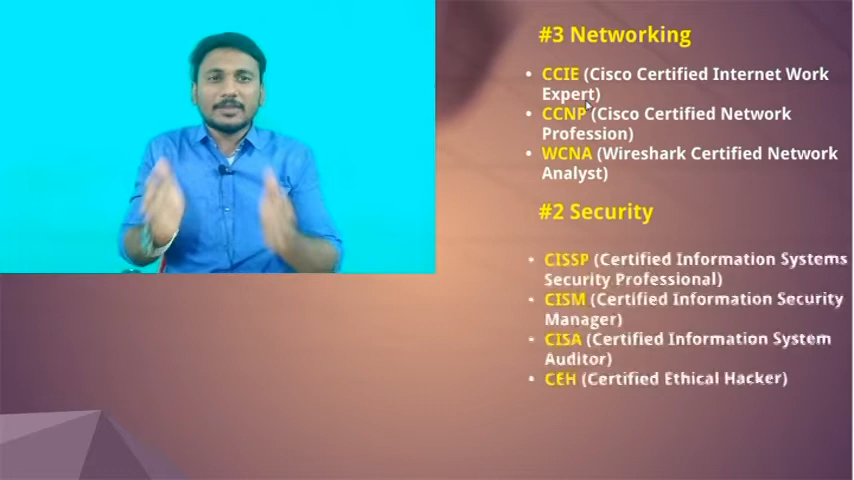 #3 Networking
• CCIE (Cisco Certified Internet Work
Expert)
• CCNP (Cisco Certified Network
Profession)
• WCNA (Wireshark Certified Network
Analyst)
#2 Security
• CISSP (Certified Information Systems
Security Professional)
• CISM (Certified Information Security
Manager)
• CISA (Certified Information System
Auditor)
• CEH (Certified Ethical Hacker)